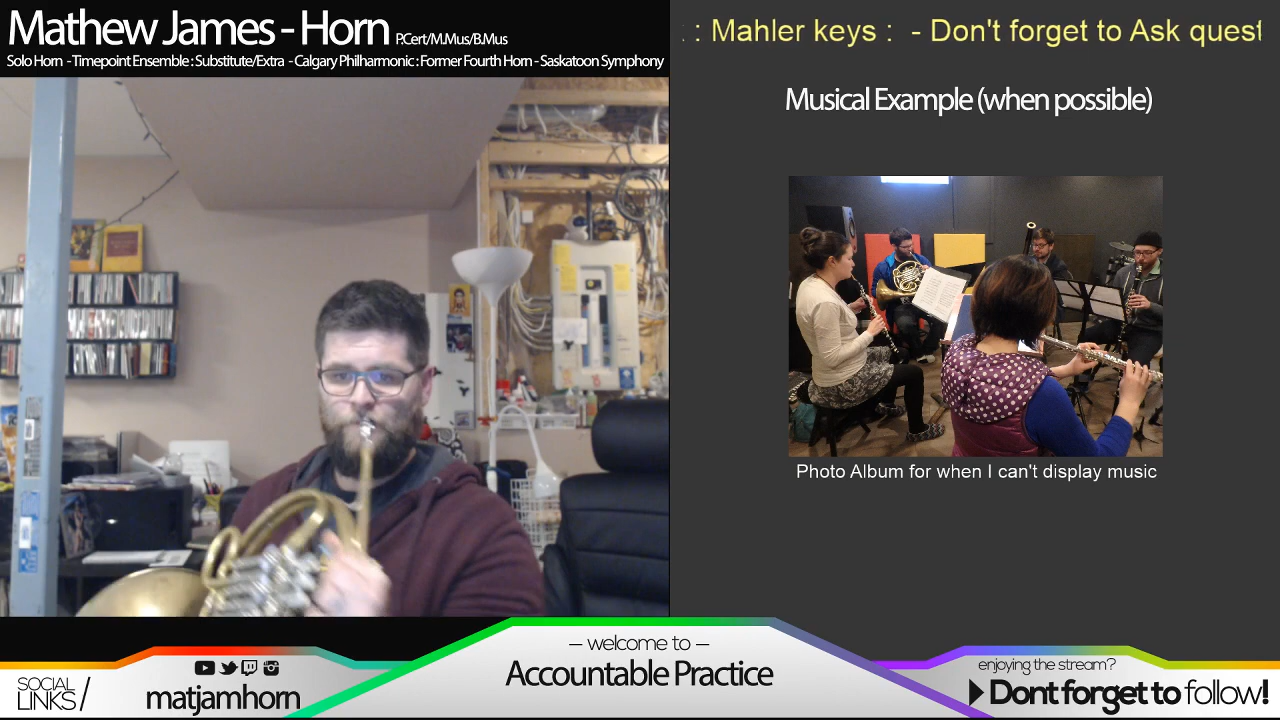 Mathew James - Horn P.Cert/M.Mus/B.Mus
Solo Horn - Timepoint Ensemble : Substitute/Extra - Calgary Philharmonic : Former Fourth Horn - Saskatoon Symphony
: Mahler keys : - Don't forget to Ask quest
Musical Example (when possible)
Photo Album for when I can't display music
— welcome to —
Accountable Practice
SOCIAL
LINKS /
matjamhorn
enjoying the stream?
Dont forget to follow!